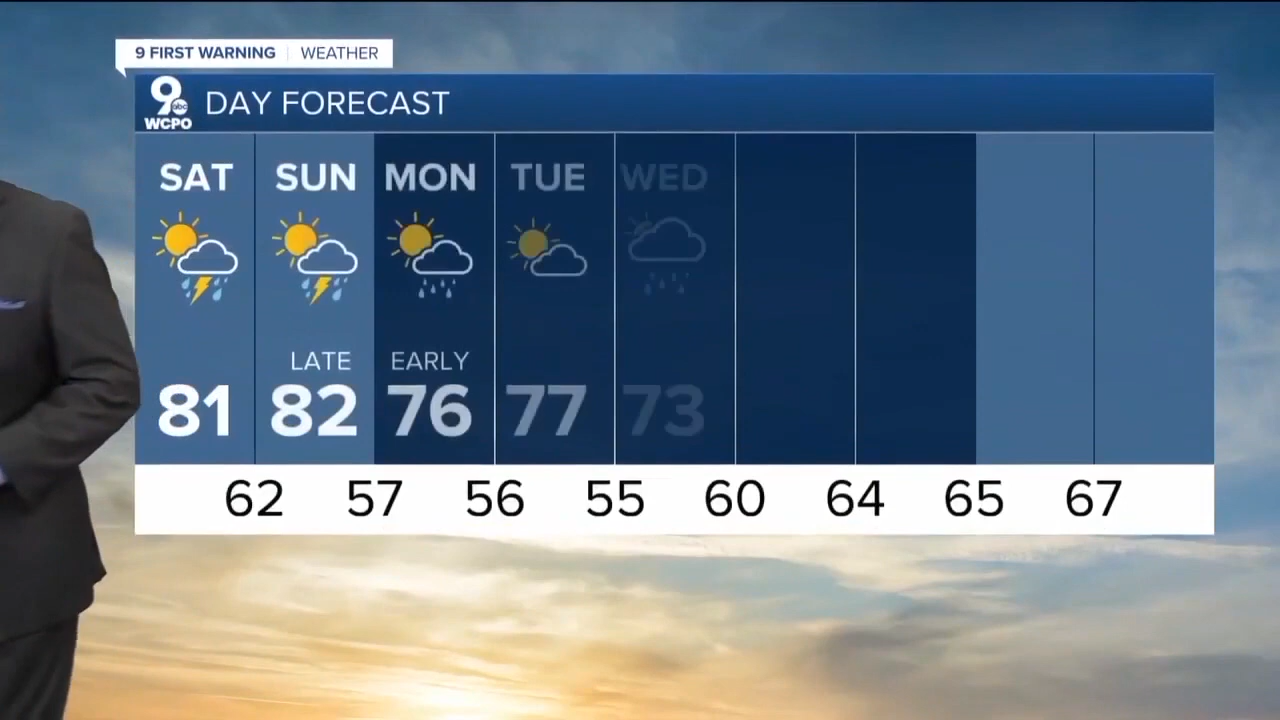 9 FIRST WARNING | WEATHER
9 abc WCPO DAY FORECAST
SAT SUN MON TUE WED
LATE EARLY
81 82 76 77 73
62 57 56 55 60 64 65 67